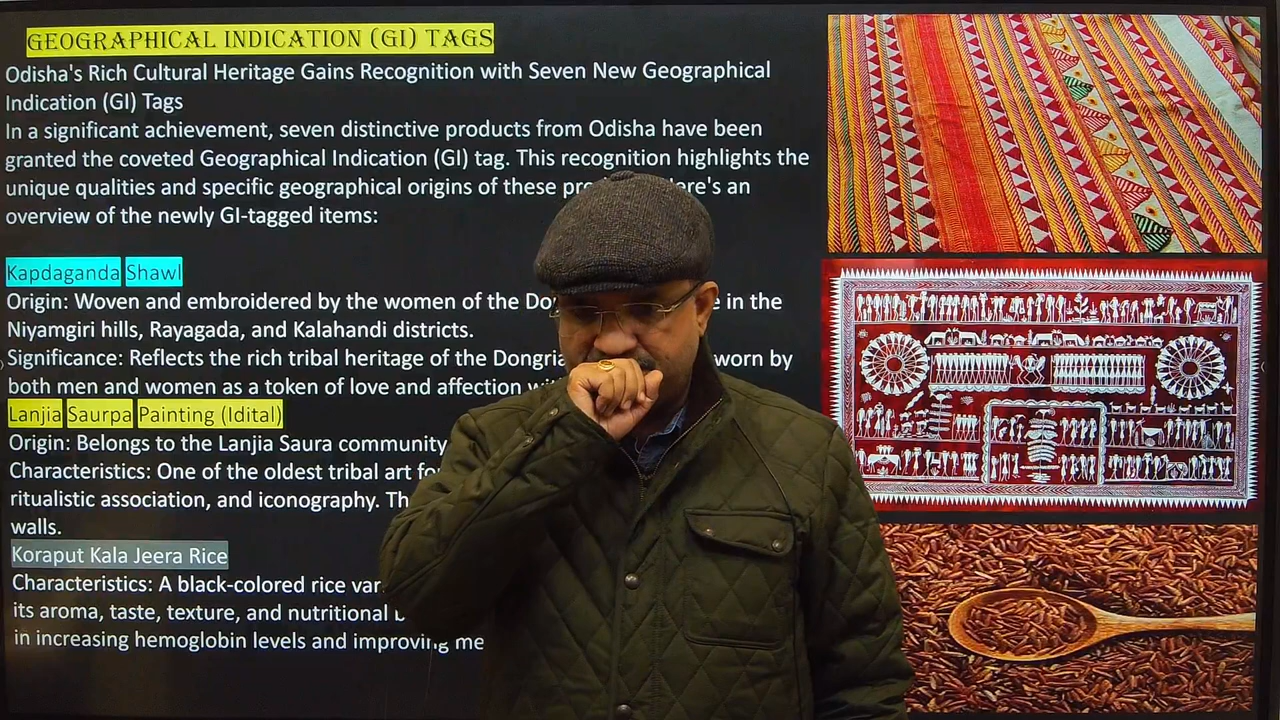 GEOGRAPHICAL INDICATION (GI) TAGS
Odisha's Rich Cultural Heritage Gains Recognition with Seven New Geographical
Indication (GI) Tags
In a significant achievement, seven distinctive products from Odisha have been
granted the coveted Geographical Indication (GI) tag. This recognition highlights the
unique qualities and specific geographical origins of these an
overview of the newly GI-tagged items:
Kapdaganda Shawl
Origin: Woven and embroidered by the women of the in the
Niyamgiri hills, Rayagada, and Kalahandi districts.
Significance: Reflects the rich tribal heritage of the Dongria worn by
both men and women as a token of love and affection
Lanjia Saurpa Painting (Idital)
Origin: Belongs to the Lanjia Saura community
Characteristics: One of the oldest tribal art
ritualistic association, and iconography.
walls.
Koraput Kala Jeera Rice
Characteristics: A black-colored rice
its aroma, taste, texture, and nutritional
in increasing hemoglobin levels and improving